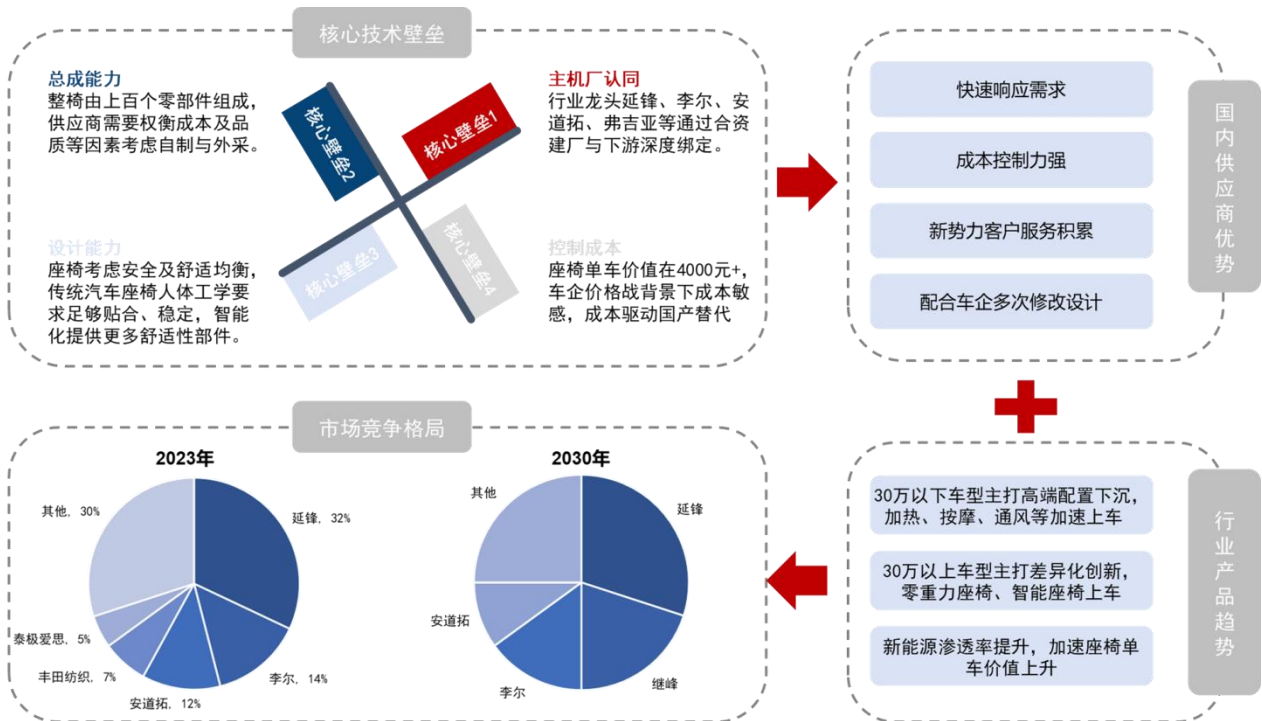 核心技术壁垒
总成能力
整椅由上百个零部件组成，
供应商需要权衡成本及品
质等因素考虑自制与外采。
核心壁垒2
核心壁垒1
主机厂认同
行业龙头延锋、李尔、安
道拓、弗吉亚等通过合资
建厂与下游深度绑定。
设计能力
座椅考虑安全及舒适均衡，
传统汽车座椅人体工学要
求足够贴合、稳定，智能
化提供更多舒适性部件。
核心壁垒3
核心壁垒4
控制成本
座椅单车价值在4000元+，
车企价格战背景下成本敏
感，成本驱动国产替代
快速响应需求
成本控制力强
新势力客户服务积累
配合车企多次修改设计
国内供应商优势
市场竞争格局
2023年
其他，30%
延锋，32%
泰极爱思，5%
丰田纺织，7%
安道拓，12%
李尔，14%
2030年
其他
延锋
安道拓
李尔
继峰
30万以下车型主打高端配置下沉，
加热、按摩、通风等加速上车
30万以上车型主打差异化创新，
零重力座椅、智能座椅上车
新能源渗透率提升，加速座椅单
车价值上升
行业产品趋势